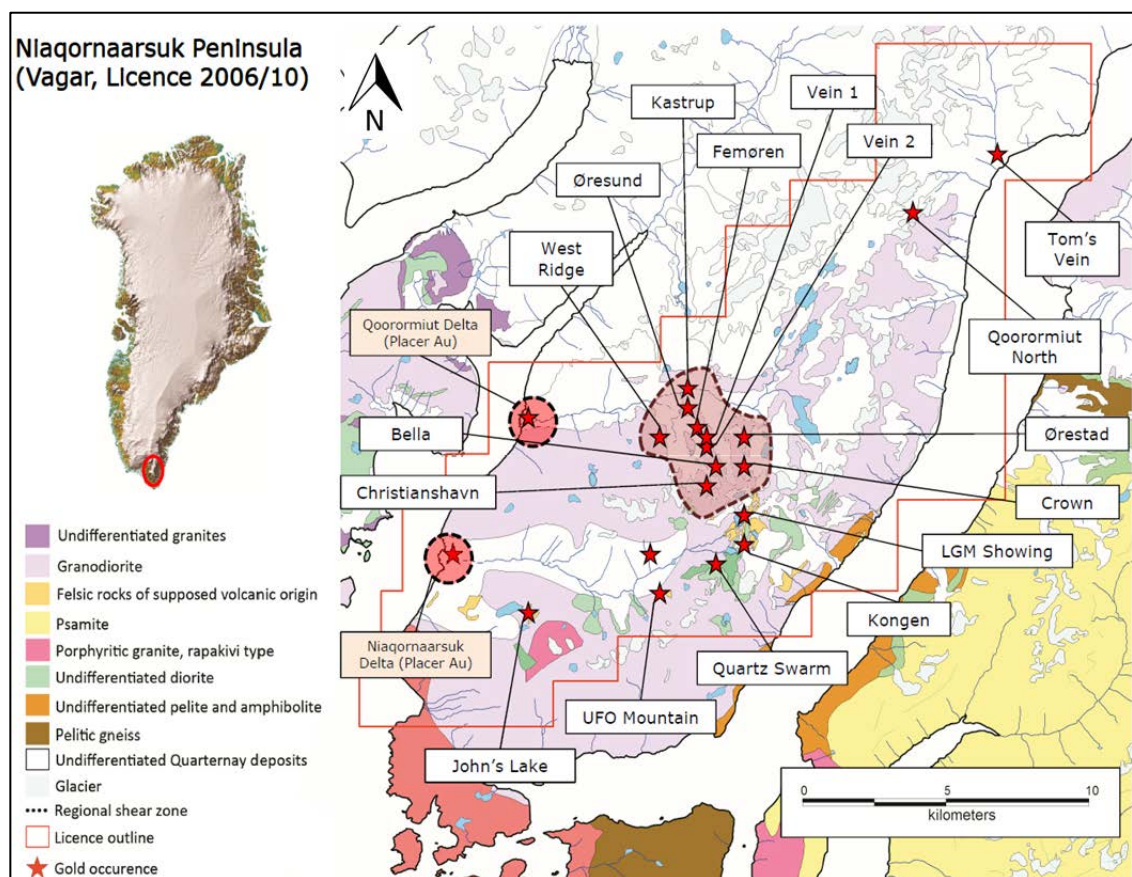 Niaqornaarsuk Peninsula
(Vagar, Licence 2006/10)
N
Kastrup
Vein 1
Femøren
Vein 2
Øresund
West
Ridge
Tom's
Vein
Qoorormiut Delta
(Placer Au)
Qoorormiut
North
Bella
Ørestad
Christianshavn
Crown
LGM Showing
Kongen
Niaqornaarsuk
Delta (Placer Au)
Quartz Swarm
UFO Mountain
John's Lake
Undifferentiated granites
Granodiorite
Felsic rocks of supposed volcanic origin
Psamite
Porphyritic granite, rapakivi type
Undifferentiated diorite
Undifferentiated pelite and amphibolite
Pelitic gneiss
Undifferentiated Quarternay deposits
Glacier
Regional shear zone
Licence outline
Gold occurence
0 5 10
kilometers